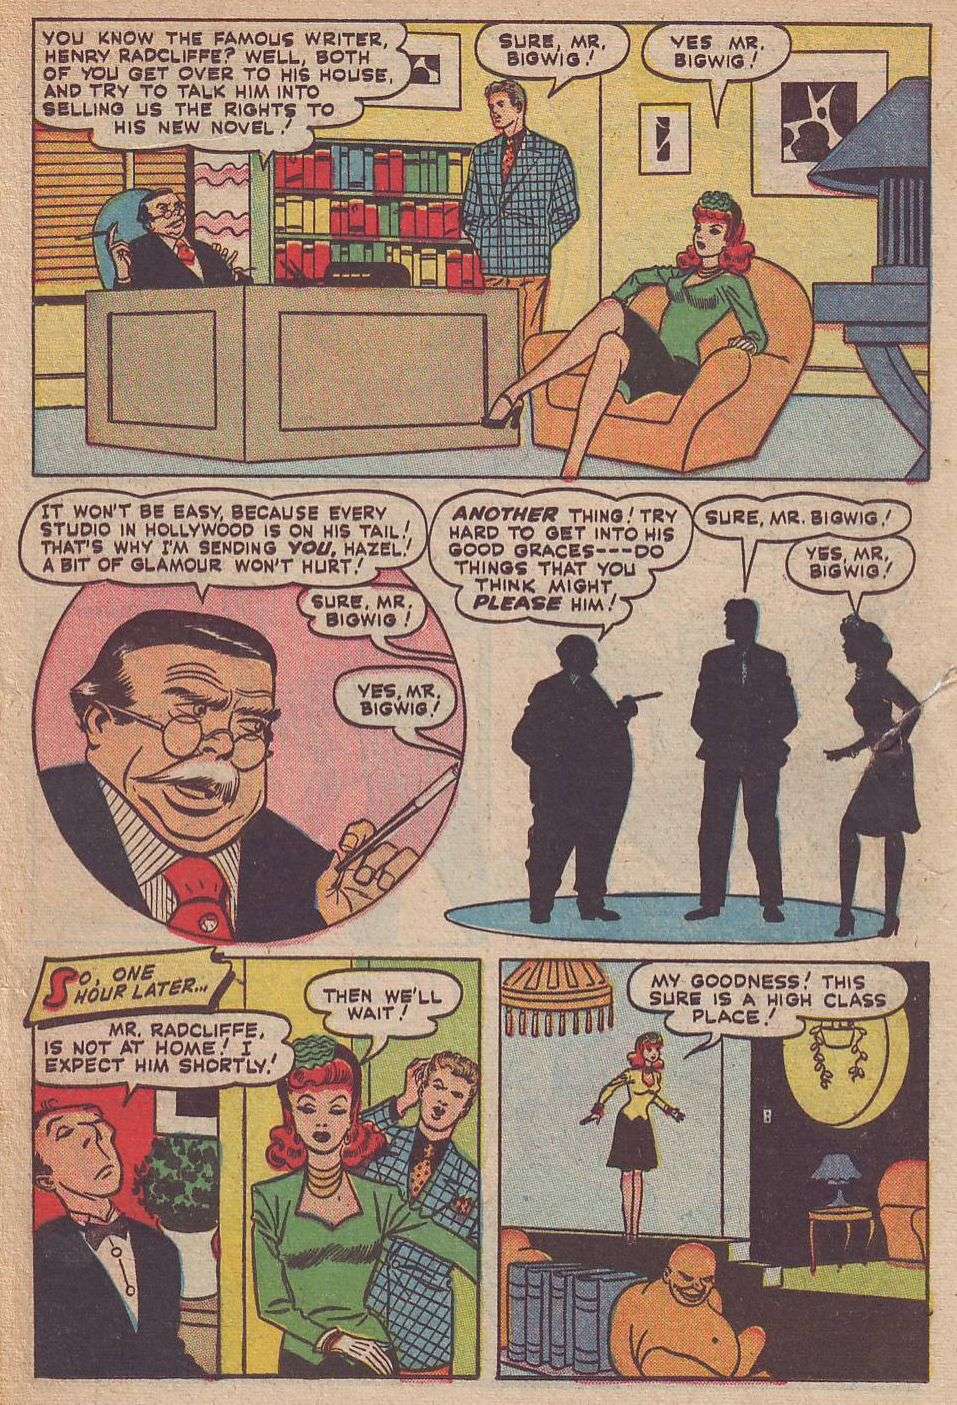 YOU KNOW THE FAMOUS WRITER,
HENRY RADCLIFFE? WELL, BOTH
OF YOU GET OVER TO HIS HOUSE,
AND TRY TO TALK HIM INTO
SELLING US THE RIGHTS TO
HIS NEW NOVEL!
SURE, MR.
BIGWIG!
YES MR.
BIGWIG!
IT WON'T BE EASY, BECAUSE EVERY
STUDIO IN HOLLYWOOD IS ON HIS TAIL!
THAT'S WHY I'M SENDING YOU, HAZEL!
A BIT OF GLAMOUR WON'T HURT!
SURE, MR.
BIGWIG!
YES, MR.
BIGWIG!
ANOTHER THING! TRY
HARD TO GET INTO HIS
GOOD GRACES---DO
THINGS THAT YOU
THINK MIGHT
PLEASE HIM!
SURE, MR. BIGWIG!
YES, MR.
BIGWIG!
SO, ONE
HOUR LATER...
MR. RADCLIFFE,
IS NOT AT HOME! I
EXPECT HIM SHORTLY!
THEN WE'LL
WAIT!
MY GOODNESS! THIS
SURE IS A HIGH CLASS
PLACE!